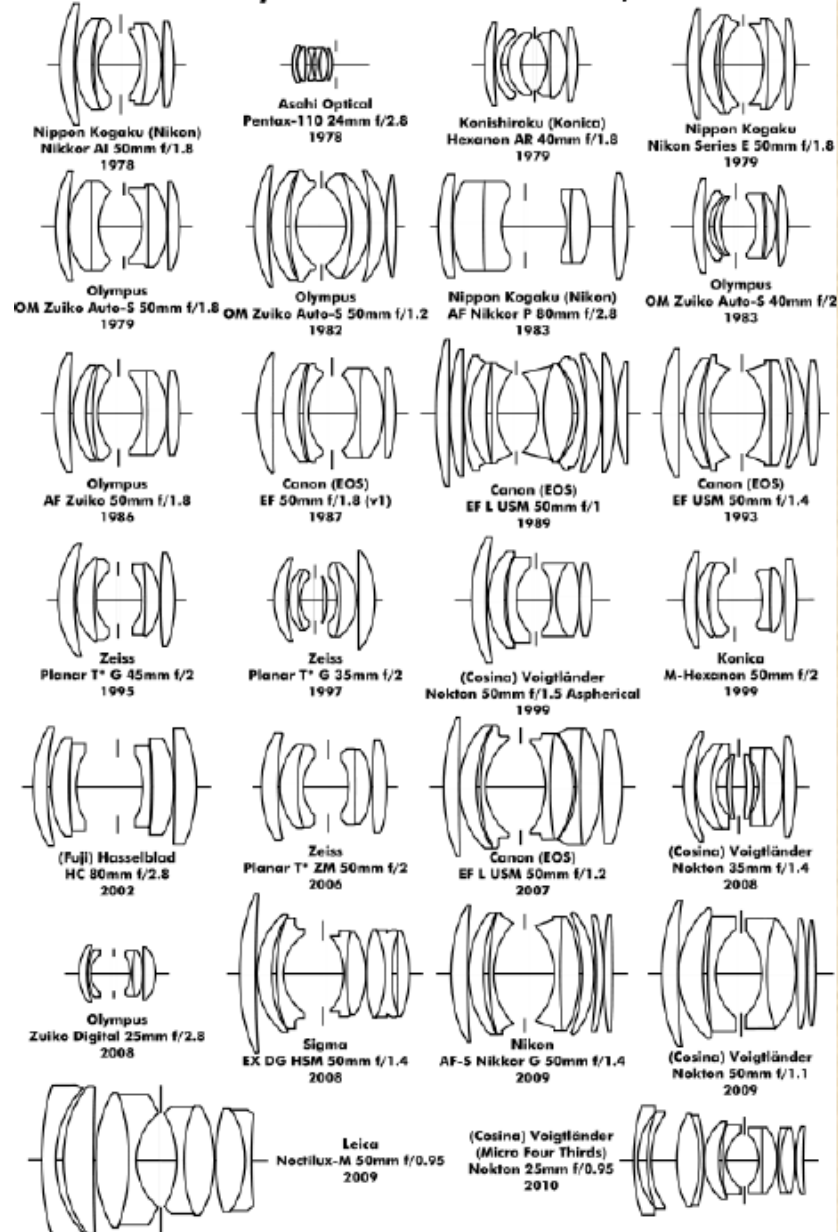 Nippon Kogaku (Nikon)
Nikkor AI 50mm f/1.8
1978
Asahi Optical
Pentax-110 24mm f/2.8
1978
Konishiroku (Konica)
Hexanon AR 40mm f/1.8
1979
Nippon Kogaku
Nikon Series E 50mm f/1.8
1979
Olympus
OM Zuiko Auto-S 50mm f/1.8
1979
Olympus
OM Zuiko Auto-S 50mm f/1.2
1982
Nippon Kogaku (Nikon)
AF Nikkor P 80mm f/2.8
1983
Olympus
OM Zuiko Auto-S 40mm f/2
1983
Olympus
AF Zuiko 50mm f/1.8
1986
Canon (EOS)
EF 50mm f/1.8 (v1)
1987
Canon (EOS)
EF L USM 50mm f/1
1989
Canon (EOS)
EF USM 50mm f/1.4
1993
Zeiss
Planar T* G 45mm f/2
1995
Zeiss
Planar T* G 35mm f/2
1997
(Cosina) Voigtländer
Nokton 50mm f/1.5 Aspherical
1999
Konica
M-Hexanon 50mm f/2
1999
(Fuji) Hasselblad
HC 80mm f/2.8
2002
Zeiss
Planar T* ZM 50mm f/2
2006
Canon (EOS)
EF L USM 50mm f/1.2
2007
(Cosina) Voigtländer
Nokton 35mm f/1.4
2008
Olympus
Zuiko Digital 25mm f/2.8
2008
Sigma
EX DG HSM 50mm f/1.4
2008
Nikon
AF-S Nikkor G 50mm f/1.4
2009
(Cosina) Voigtländer
Nokton 50mm f/1.1
2009
Leica
Noctilux-M 50mm f/0.95
2009
(Cosina) Voigtländer
(Micro Four Thirds)
Nokton 25mm f/0.95
2010